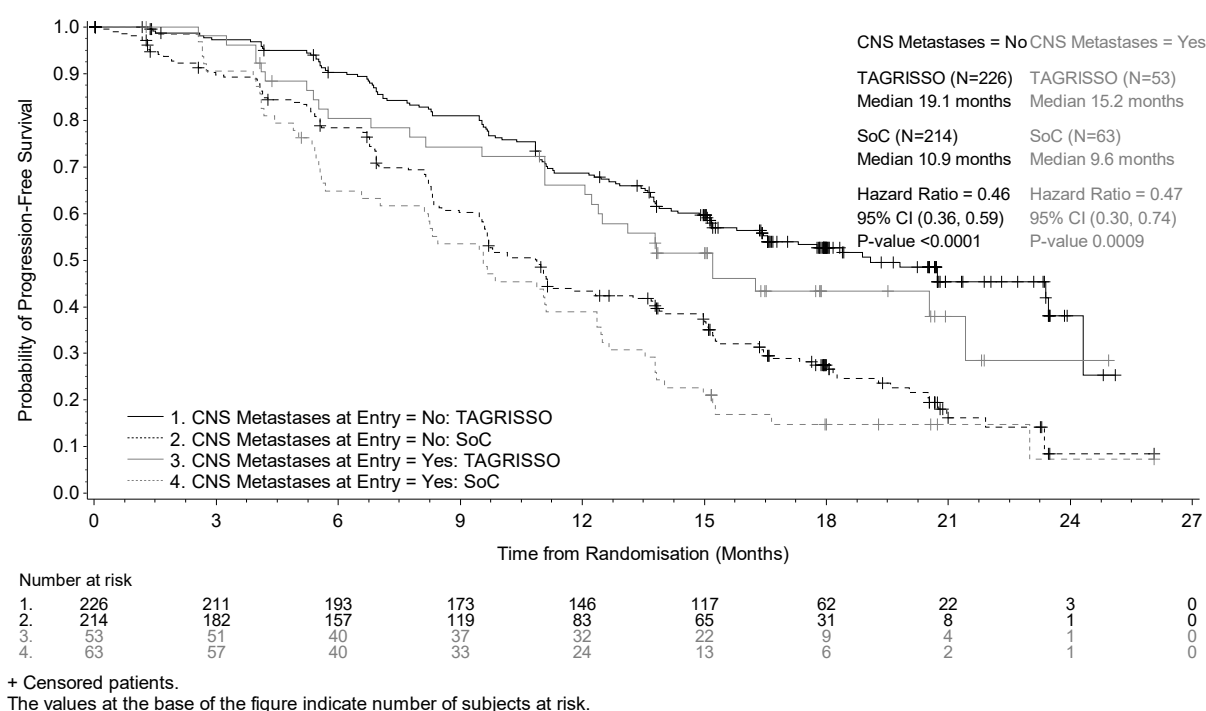 1.0
0.9
0.8
0.7
0.6
0.5
0.4
0.3
0.2
0.1
0.0
Probability of Progression-Free Survival
CNS Metastases = No CNS Metastases = Yes
TAGRISSO (N=226) TAGRISSO (N=53)
Median 19.1 months Median 15.2 months
SoC (N=214) SoC (N=63)
Median 10.9 months Median 9.6 months
Hazard Ratio = 0.46 Hazard Ratio = 0.47
95% CI (0.36, 0.59) 95% CI (0.30, 0.74)
P-value <0.0001 P-value 0.0009
1. CNS Metastases at Entry = No: TAGRISSO
2. CNS Metastases at Entry = No: SoC
3. CNS Metastases at Entry = Yes: TAGRISSO
4. CNS Metastases at Entry = Yes: SoC
0 3 6 9 12 15 18 21 24 27
Time from Randomisation (Months)
Number at risk
1. 226 211 193 173 146 117 62 22 3 0
2. 214 182 157 119 83 65 31 8 1 0
3. 53 51 40 37 32 22 9 4 1 0
4. 63 57 40 33 24 13 6 2 1 0
+ Censored patients.
The values at the base of the figure indicate number of subjects at risk.